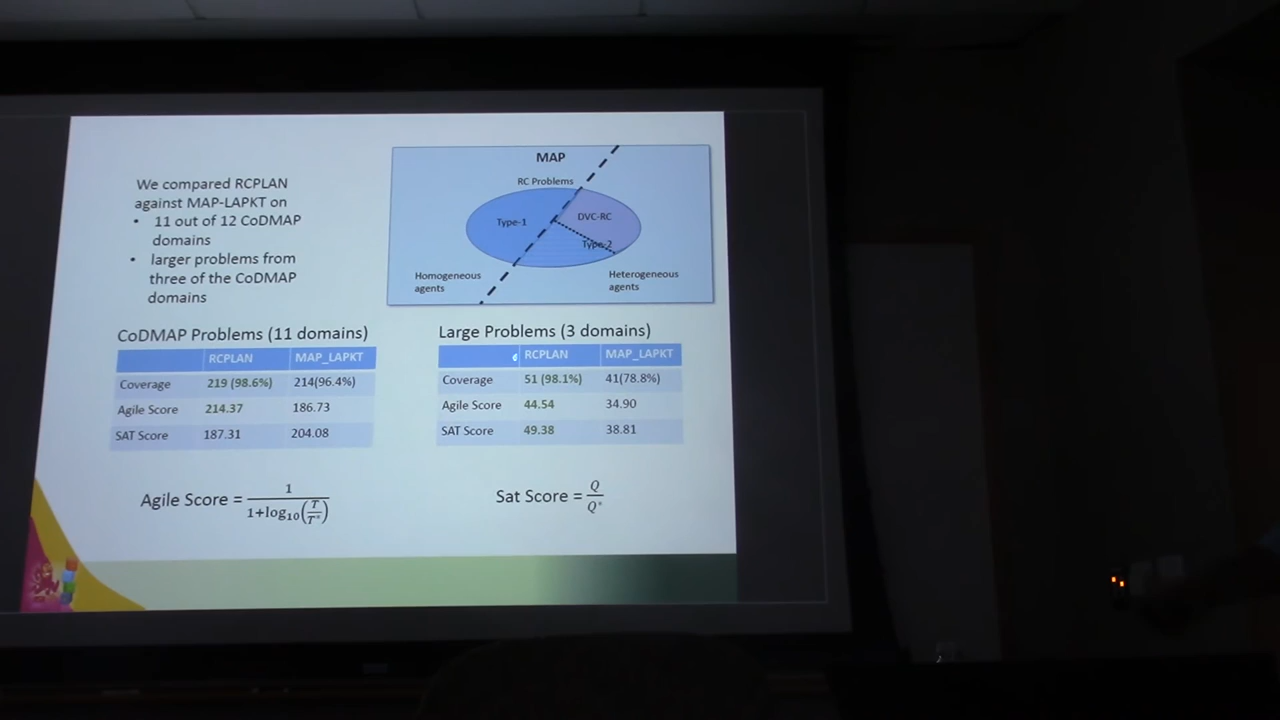 We compared RCPLAN
against MAP-LAPKT on
• 11 out of 12 CoDMAP
domains
• larger problems from
three of the CoDMAP
domains
MAP
RC Problems
Type-1
DVC-RC
Type-2
Homogeneous
agents
Heterogeneous
agents
CoDMAP Problems (11 domains)
RCPLAN MAP_LAPKT
Coverage 219 (98.6%) 214(96.4%)
Agile Score 214.37 186.73
SAT Score 187.31 204.08
Large Problems (3 domains)
RCPLAN MAP_LAPKT
Coverage 51 (98.1%) 41(78.8%)
Agile Score 44.54 34.90
SAT Score 49.38 38.81
Agile Score = 1 / 1+log₁₀(T/T*)
Sat Score = Q/Q*